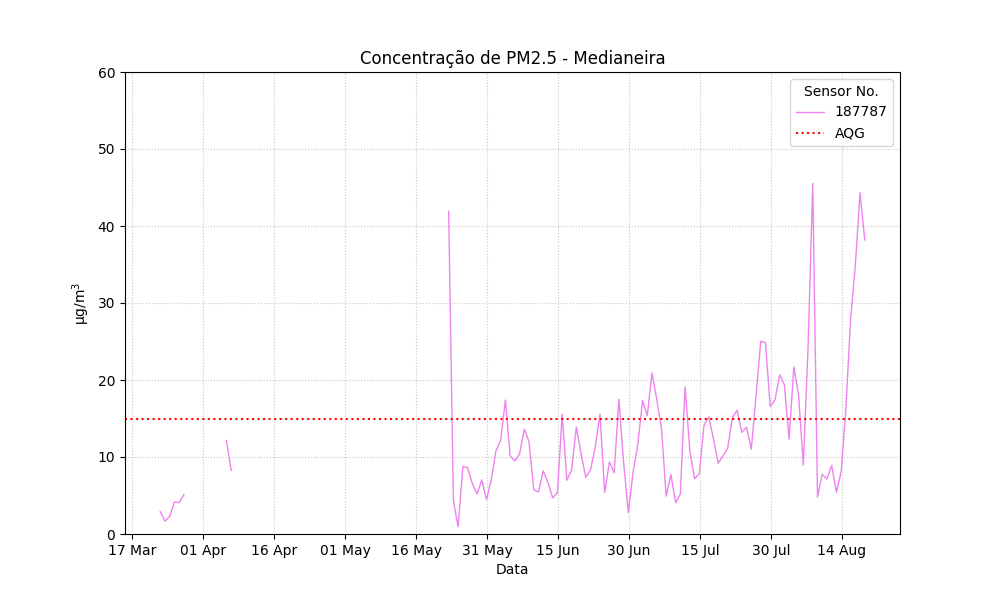 Concentração de PM2.5 - Medianeira
Sensor No.
187787
AQG
60
50
40
30
20
10
0
µg/m³
17 Mar 01 Apr 16 Apr 01 May 16 May 31 May 15 Jun 30 Jun 15 Jul 30 Jul 14 Aug
Data